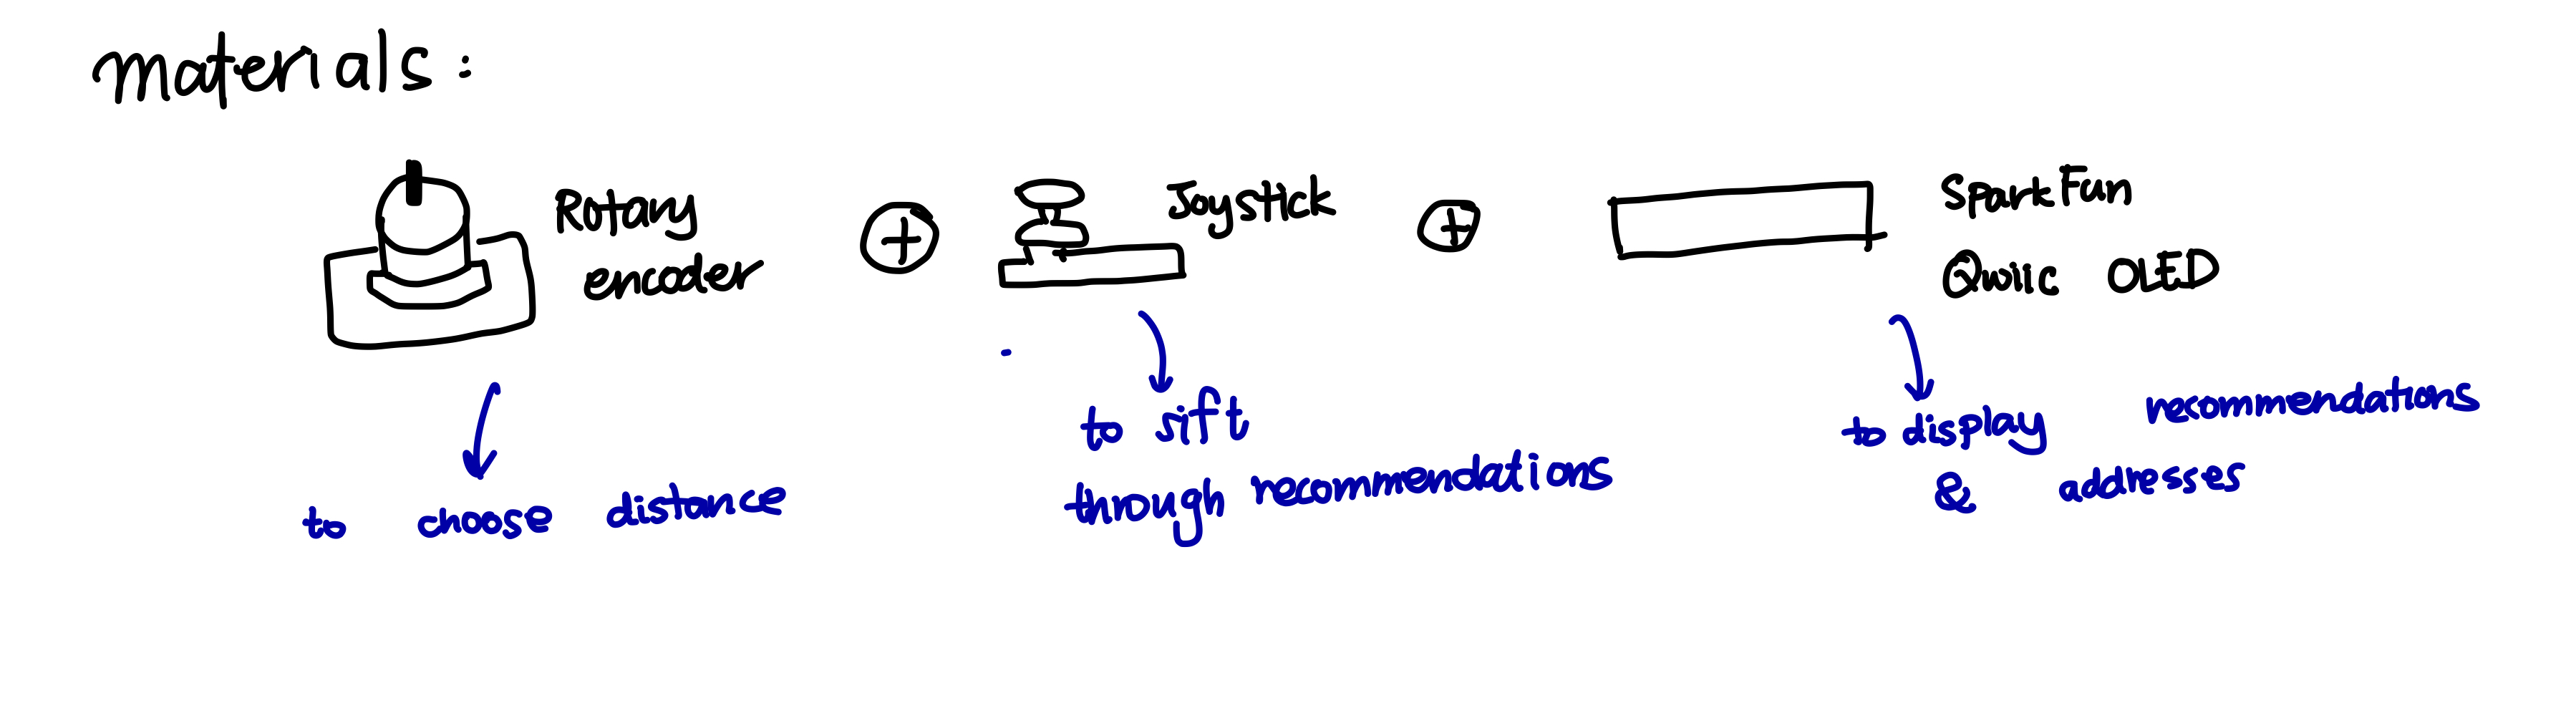 materials:
Rotary
encoder
+
Joystick
+
SparkFun
Qwiic OLED
to choose distance
to sift
through recommendations
to display recommendations
& addresses